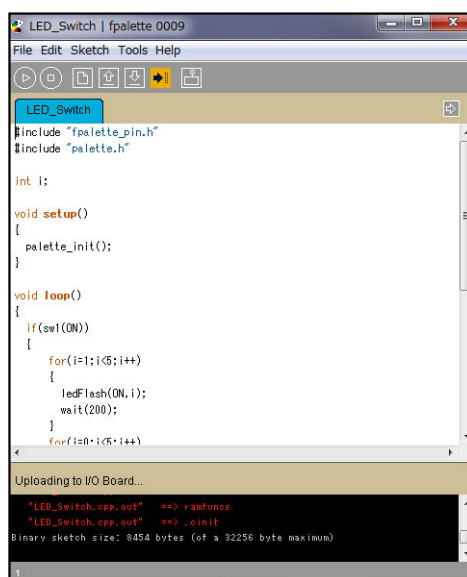 LED_Switch | fpalette 0009
File Edit Sketch Tools Help
LED_Switch
#include "fpalette_pin.h"
#include "palette.h"
int i;
void setup()
{
palette_init();
}
void loop()
{
if(sw1(ON))
{
for(i=1;i<5;i++)
{
ledFlash(ON,i);
wait(200);
}
for(i=0;i<5;i++)
Uploading to I/O Board...
"LED_Switch.cpp.out" ==> ramfuncs
"LED_Switch.cpp.out" ==> .cinit
Binary sketch size: 8454 bytes (of a 32256 byte maximum)
1